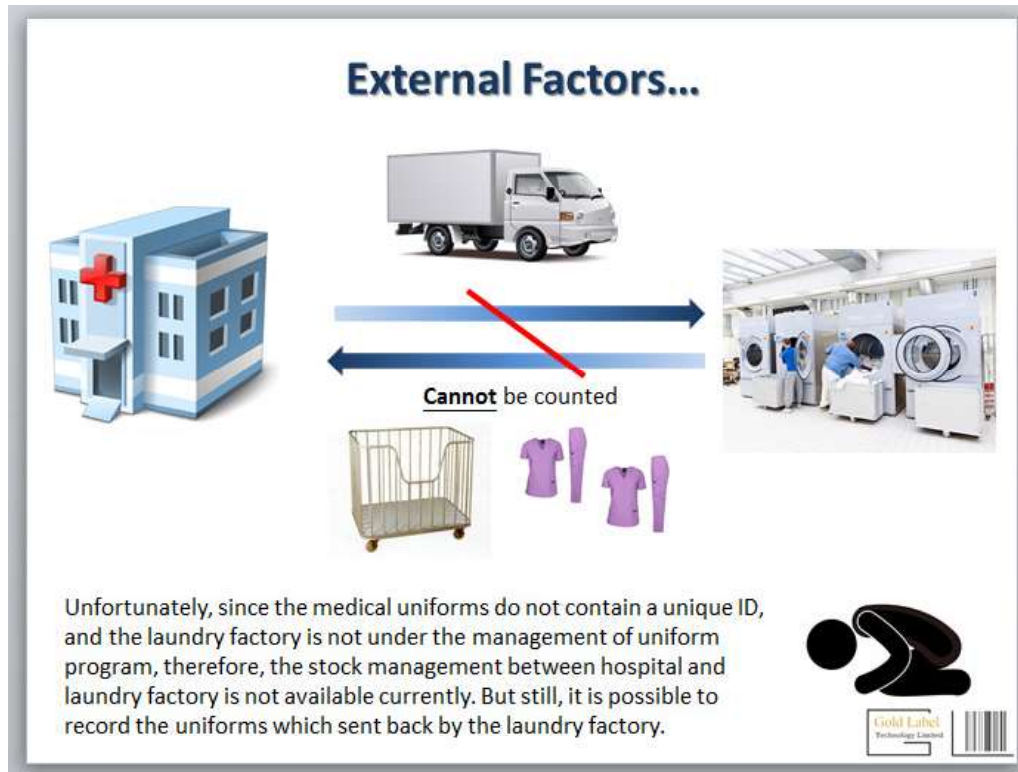 External Factors...
Cannot be counted
Unfortunately, since the medical uniforms do not contain a unique ID,
and the laundry factory is not under the management of uniform
program, therefore, the stock management between hospital and
laundry factory is not available currently. But still, it is possible to
record the uniforms which sent back by the laundry factory.
Gold Label
Technology Limited